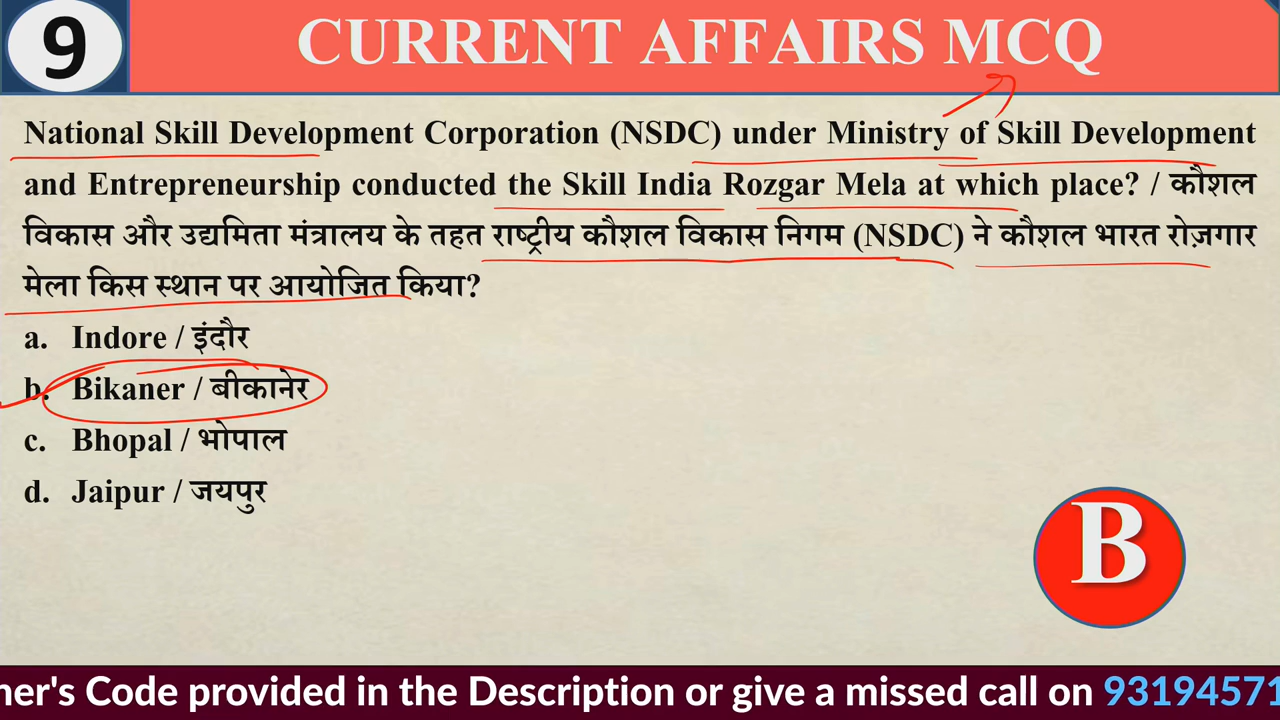 9
CURRENT AFFAIRS MCQ
National Skill Development Corporation (NSDC) under Ministry of Skill Development
and Entrepreneurship conducted the Skill India Rozgar Mela at which place? / कौशल
विकास और उद्यमिता मंत्रालय के तहत राष्ट्रीय कौशल विकास निगम (NSDC) ने कौशल भारत रोज़गार
मेला किस स्थान पर आयोजित किया?
a. Indore / इंदौर
b. Bikaner / बीकानेर
c. Bhopal / भोपाल
d. Jaipur / जयपुर
B
ner's Code provided in the Description or give a missed call on 93194571